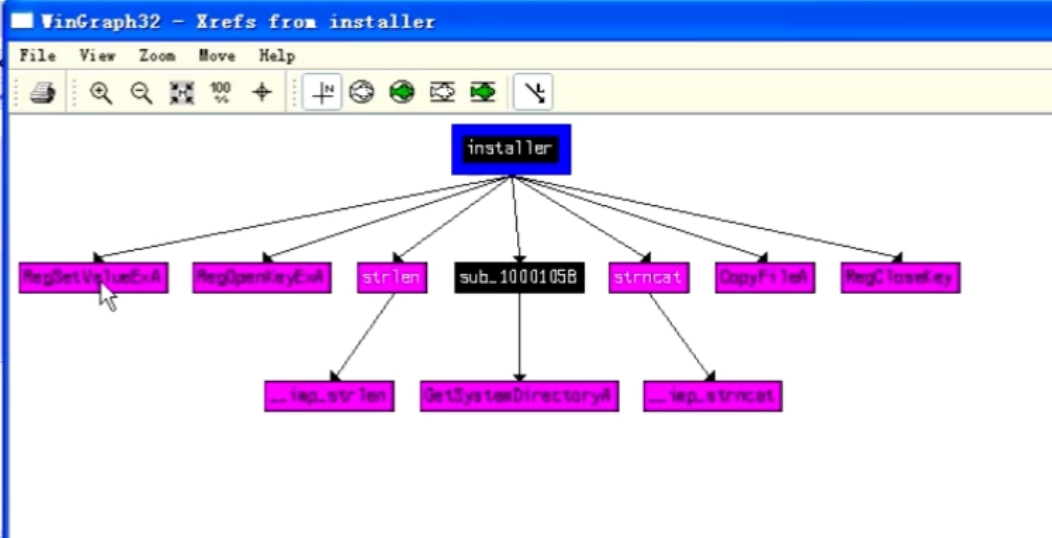 WinGraph32 - Xrefs from installer
File View Zoom Move Help
100
%
N
installer
RegSetValueExA RegOpenKeyExA strlen sub_1000105B strncat CopyFileA RegCloseKey
__imp_strlen GetSystemDirectoryA __imp_strncat